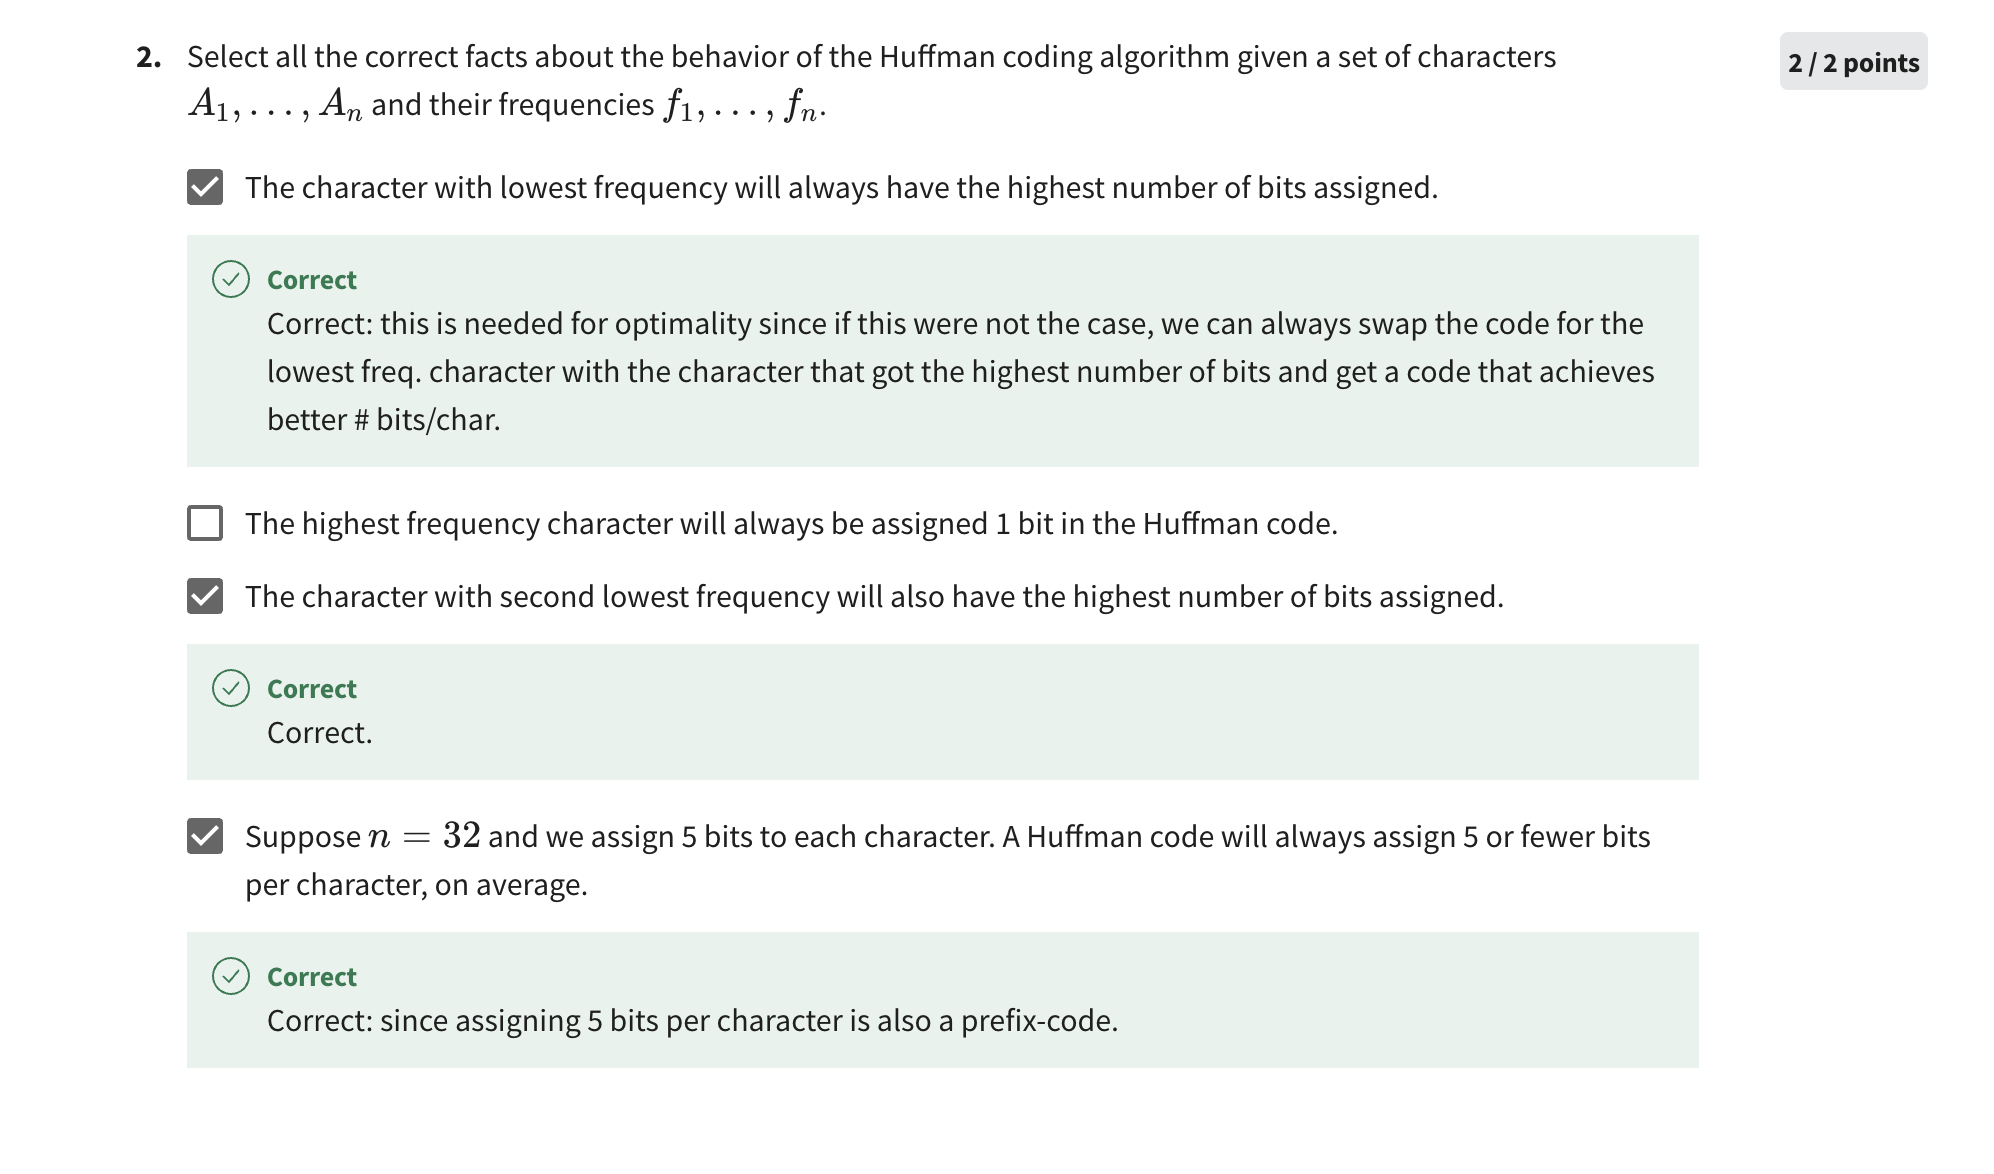 2. Select all the correct facts about the behavior of the Huffman coding algorithm given a set of characters
A₁, . . . , Aₙ and their frequencies f₁, . . . , fₙ.
2 / 2 points
The character with lowest frequency will always have the highest number of bits assigned.
Correct
Correct: this is needed for optimality since if this were not the case, we can always swap the code for the
lowest freq. character with the character that got the highest number of bits and get a code that achieves
better # bits/char.
The highest frequency character will always be assigned 1 bit in the Huffman code.
The character with second lowest frequency will also have the highest number of bits assigned.
Correct
Correct.
Suppose n = 32 and we assign 5 bits to each character. A Huffman code will always assign 5 or fewer bits
per character, on average.
Correct
Correct: since assigning 5 bits per character is also a prefix-code.